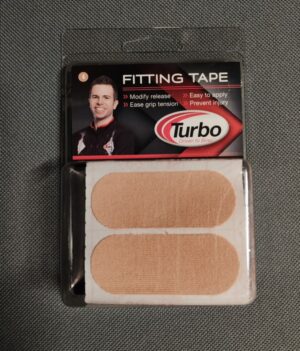 FITTING TAPE
» Modify release » Easy to apply
» Ease grip tension » Prevent injury
Turbo